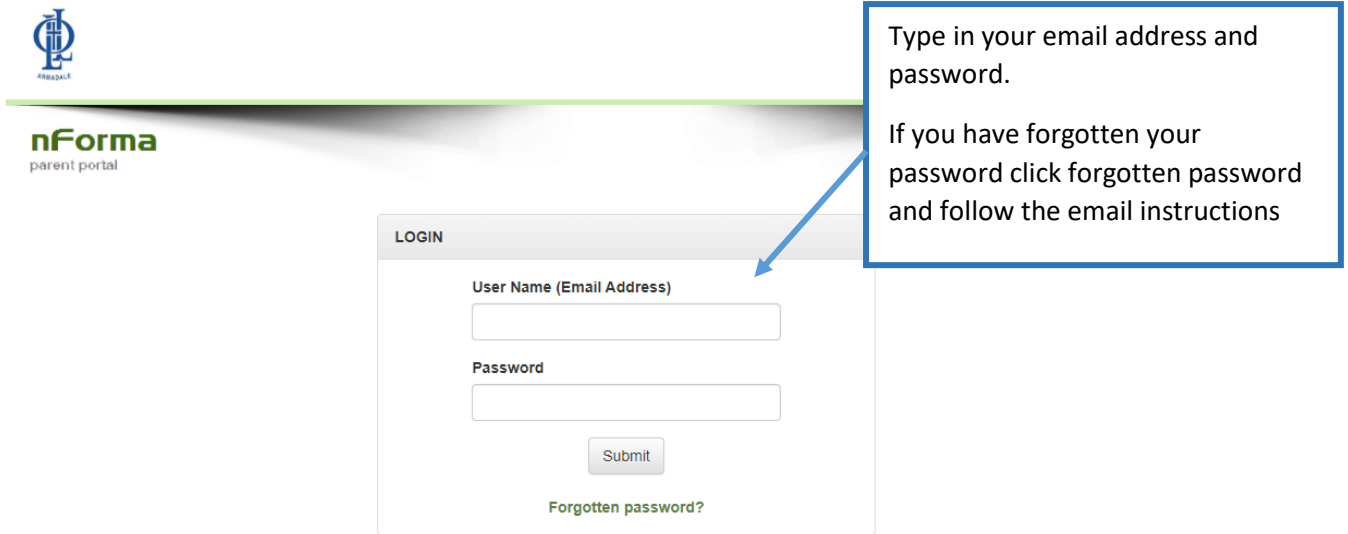 ARMADALE
nForma
parent portal
Type in your email address and
password.
If you have forgotten your
password click forgotten password
and follow the email instructions
LOGIN
User Name (Email Address)
Password
Submit
Forgotten password?